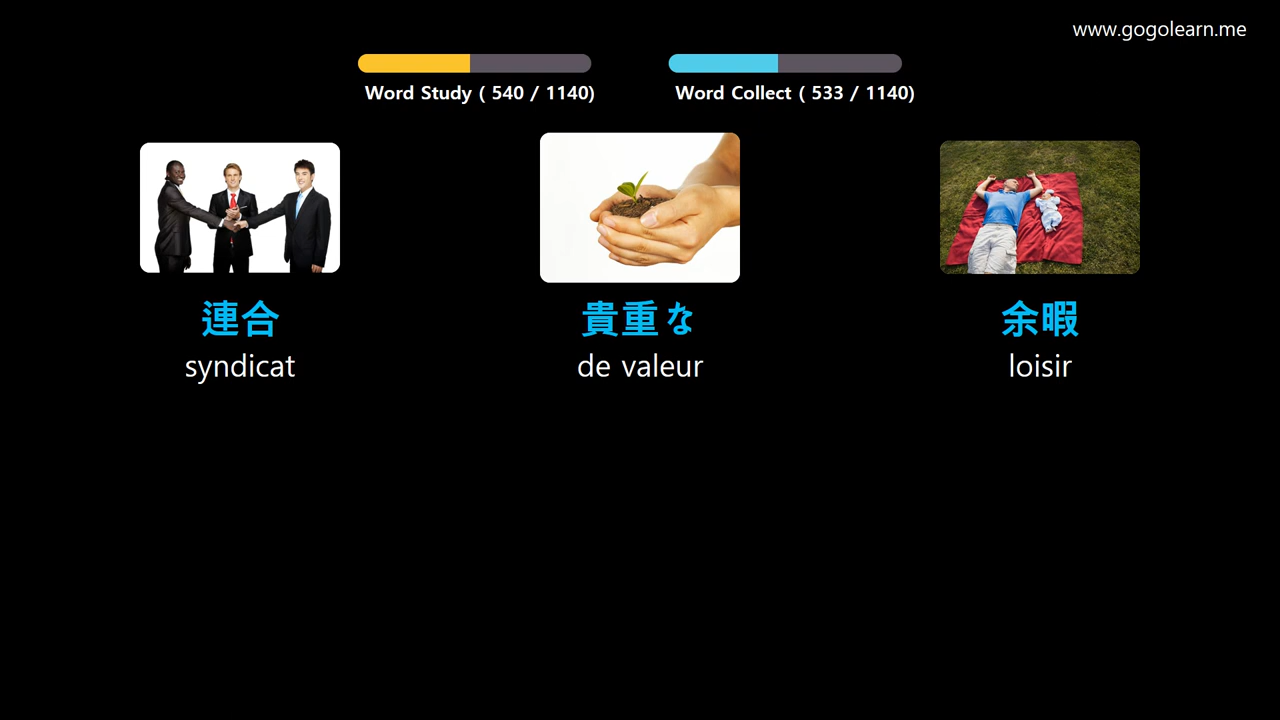 www.gogolearn.me
Word Study ( 540 / 1140)
Word Collect ( 533 / 1140)
連合
syndicat
貴重な
de valeur
余暇
loisir